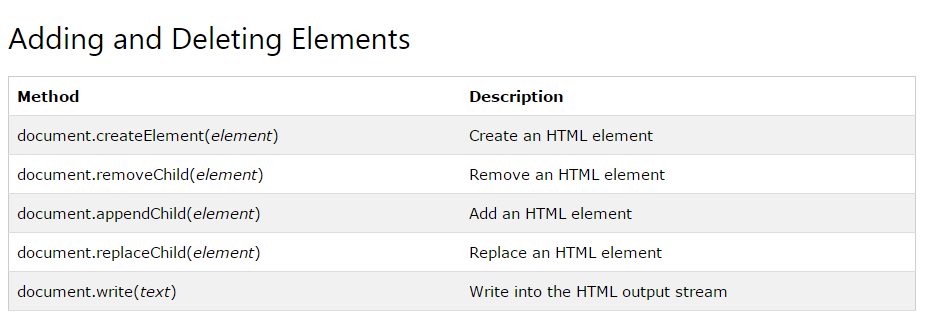 Adding and Deleting Elements
Method Description
document.createElement(element) Create an HTML element
document.removeChild(element) Remove an HTML element
document.appendChild(element) Add an HTML element
document.replaceChild(element) Replace an HTML element
document.write(text) Write into the HTML output stream